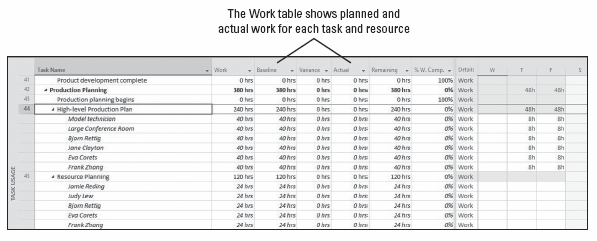 The Work table shows planned and
actual work for each task and resource
Task Name Work Baseline Variance Actual Remaining % W. Comp. Details W T F S
41 Product development complete 0 hrs 0 hrs 0 hrs 0 hrs 0 hrs 100% Work
42 Production Planning 380 hrs 380 hrs 0 hrs 0 hrs 380 hrs 0% Work 48h 48h
43 Production planning begins 0 hrs 0 hrs 0 hrs 0 hrs 0 hrs 100% Work
44 High-level Production Plan 240 hrs 240 hrs 0 hrs 0 hrs 240 hrs 0% Work 48h 48h
Model technician 40 hrs 40 hrs 0 hrs 0 hrs 40 hrs 0% Work 8h 8h
Large Conference Room 40 hrs 40 hrs 0 hrs 0 hrs 40 hrs 0% Work 8h 8h
Bjorn Rettig 40 hrs 40 hrs 0 hrs 0 hrs 40 hrs 0% Work 8h 8h
Jane Clayton 40 hrs 40 hrs 0 hrs 0 hrs 40 hrs 0% Work 8h 8h
Eva Corets 40 hrs 40 hrs 0 hrs 0 hrs 40 hrs 0% Work 8h 8h
Frank Zhang 40 hrs 40 hrs 0 hrs 0 hrs 40 hrs 0% Work 8h 8h
Resource Planning 120 hrs 120 hrs 0 hrs 0 hrs 120 hrs 0% Work
Jamie Reding 24 hrs 24 hrs 0 hrs 0 hrs 24 hrs 0% Work
Judy Lew 24 hrs 24 hrs 0 hrs 0 hrs 24 hrs 0% Work
Bjorn Rettig 24 hrs 24 hrs 0 hrs 0 hrs 24 hrs 0% Work
Eva Corets 24 hrs 24 hrs 0 hrs 0 hrs 24 hrs 0% Work
Frank Zhang 24 hrs 24 hrs 0 hrs 0 hrs 24 hrs 0% Work
TASK USAGE